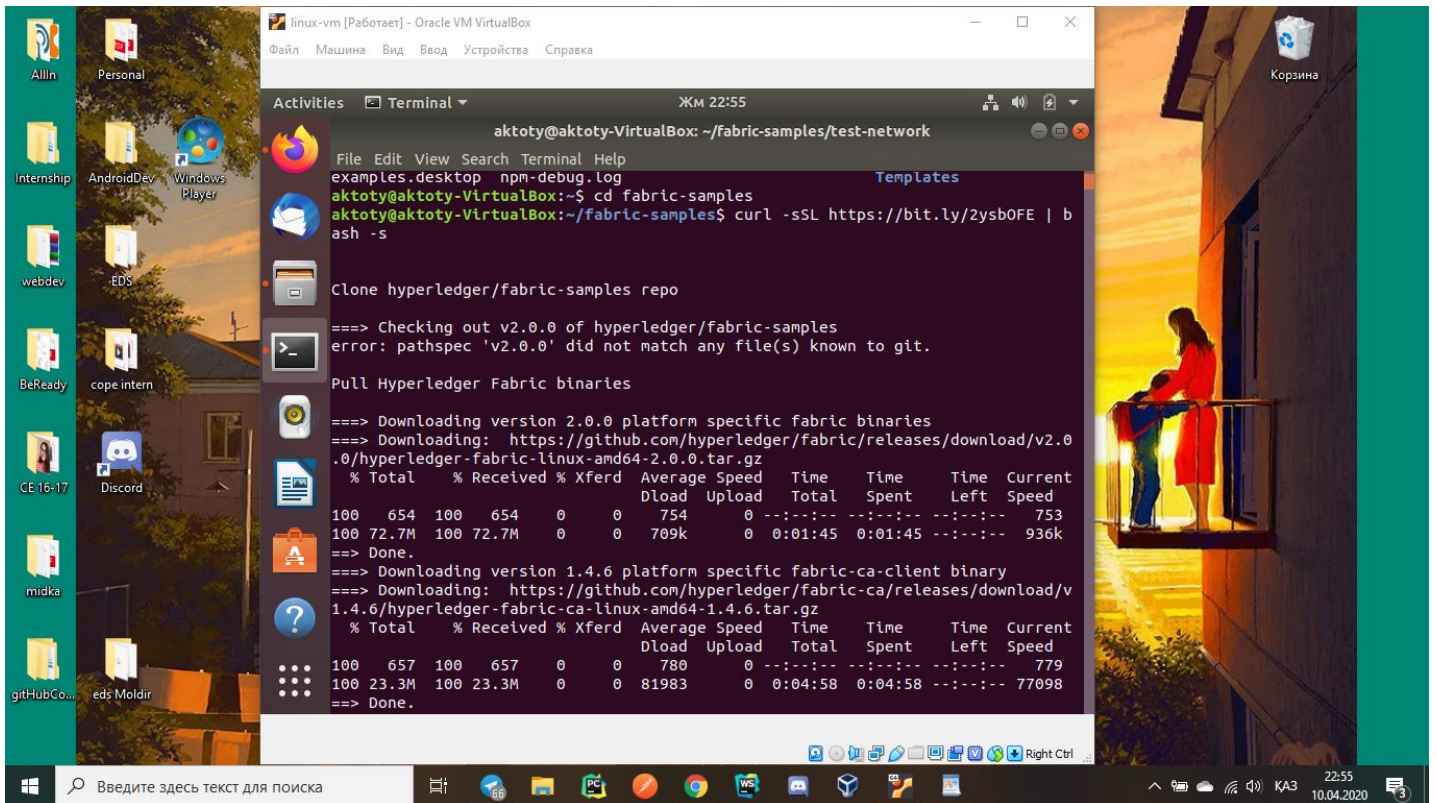 linux-vm [Работает] - Oracle VM VirtualBox
Файл Машина Вид Ввод Устройства Справка
Activities Terminal Жм 22:55
aktoty@aktoty-VirtualBox: ~/fabric-samples/test-network
File Edit View Search Terminal Help
examples.desktop npm-debug.log Templates
aktoty@aktoty-VirtualBox:~$ cd fabric-samples
aktoty@aktoty-VirtualBox:~/fabric-samples$ curl -sSL https://bit.ly/2ysbOFE | b
ash -s
Clone hyperledger/fabric-samples repo
===> Checking out v2.0.0 of hyperledger/fabric-samples
error: pathspec 'v2.0.0' did not match any file(s) known to git.
Pull Hyperledger Fabric binaries
===> Downloading version 2.0.0 platform specific fabric binaries
===> Downloading: https://github.com/hyperledger/fabric/releases/download/v2.0
.0/hyperledger-fabric-linux-amd64-2.0.0.tar.gz
% Total % Received % Xferd Average Speed Time Time Time Current
Dload Upload Total Spent Left Speed
100 654 100 654 0 0 754 0 --:--:-- --:--:-- --:--:-- 753
100 72.7M 100 72.7M 0 0 709k 0 0:01:45 0:01:45 --:--:-- 936k
==> Done.
===> Downloading version 1.4.6 platform specific fabric-ca-client binary
===> Downloading: https://github.com/hyperledger/fabric-ca/releases/download/v
1.4.6/hyperledger-fabric-ca-linux-amd64-1.4.6.tar.gz
% Total % Received % Xferd Average Speed Time Time Time Current
Dload Upload Total Spent Left Speed
100 657 100 657 0 0 780 0 --:--:-- --:--:-- --:--:-- 779
100 23.3M 100 23.3M 0 0 81983 0 0:04:58 0:04:58 --:--:-- 77098
==> Done.
Right Ctrl
AllIn
Personal
Internship
AndroidDev
Windows Player
webdev
EDS
BeReady
cope intern
CE 16-17
Discord
midka
gitHubCo...
eds Moldir
Корзина
Введите здесь текст для поиска
66
PC
WS
ҚАЗ
22:55
10.04.2020
3